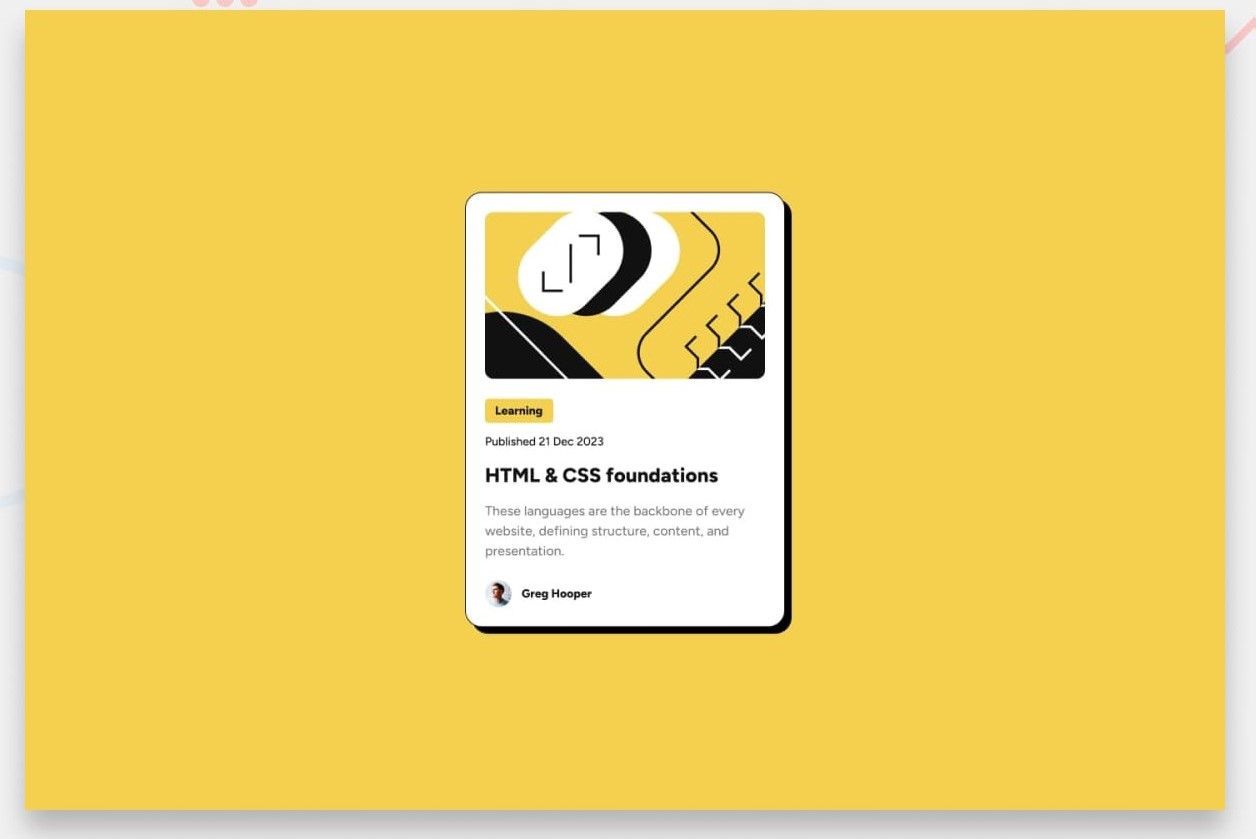 Learning
Published 21 Dec 2023
HTML & CSS foundations
These languages are the backbone of every
website, defining structure, content, and
presentation.
Greg Hooper